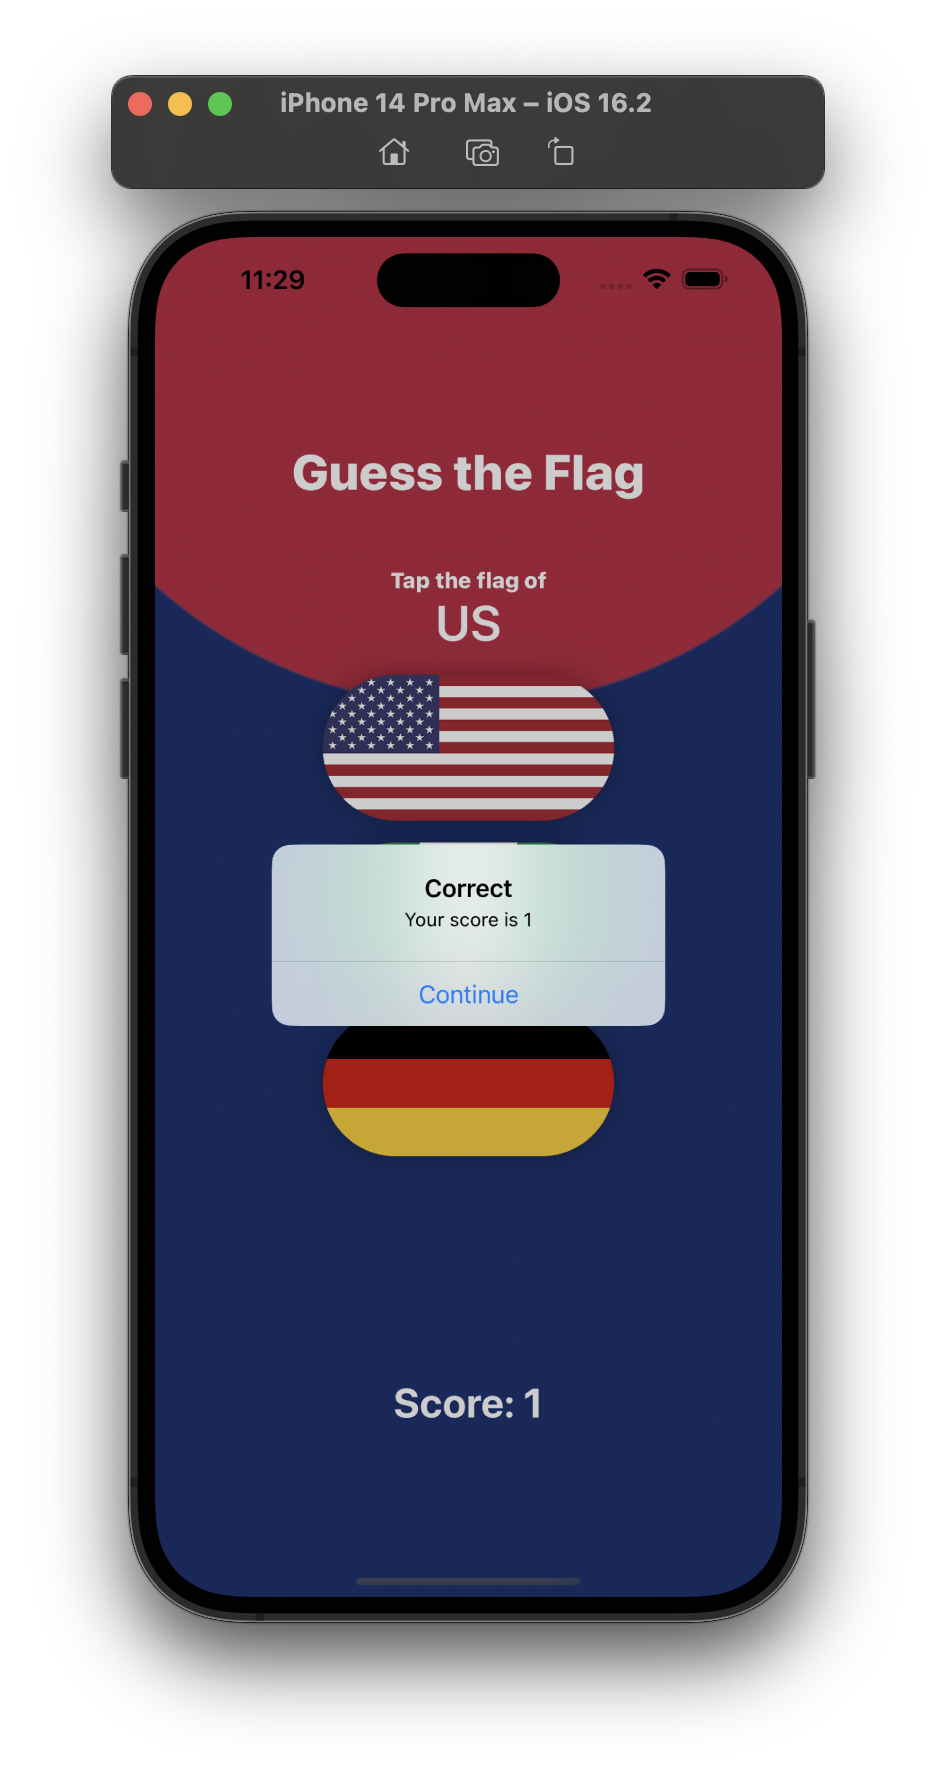 iPhone 14 Pro Max – iOS 16.2
11:29
Guess the Flag
Tap the flag of
US
Correct
Your score is 1
Continue
Score: 1